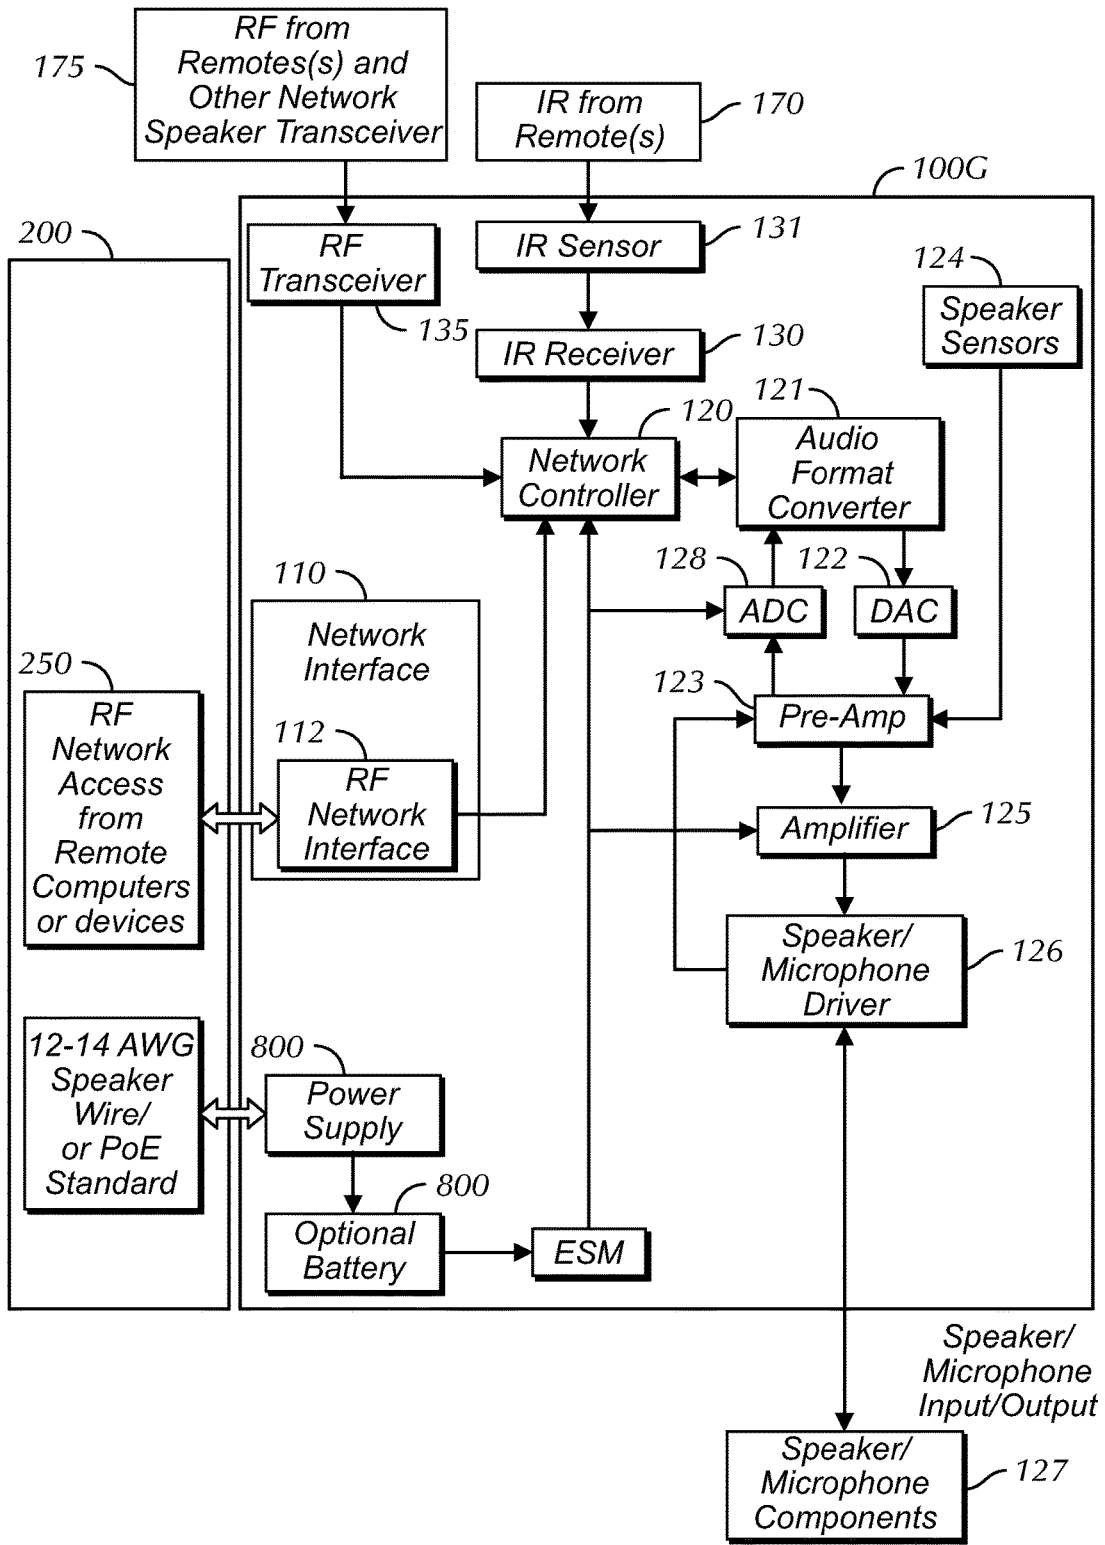 RF from
Remotes(s) and
Other Network
Speaker Transceiver
175
IR from
Remote(s)
170
100G
200
RF
Transceiver
135
IR Sensor
131
124
Speaker
Sensors
IR Receiver
130
121
120
Network
Controller
Audio
Format
Converter
128
122
ADC
DAC
110
Network
Interface
250
RF
Network
Access
from
Remote
Computers
or devices
112
RF
Network
Interface
123
Pre-Amp
Amplifier
125
Speaker/
Microphone
Driver
126
12-14 AWG
Speaker
Wire/
or PoE
Standard
800
Power
Supply
800
Optional
Battery
ESM
Speaker/
Microphone
Input/Output
Speaker/
Microphone
Components
127